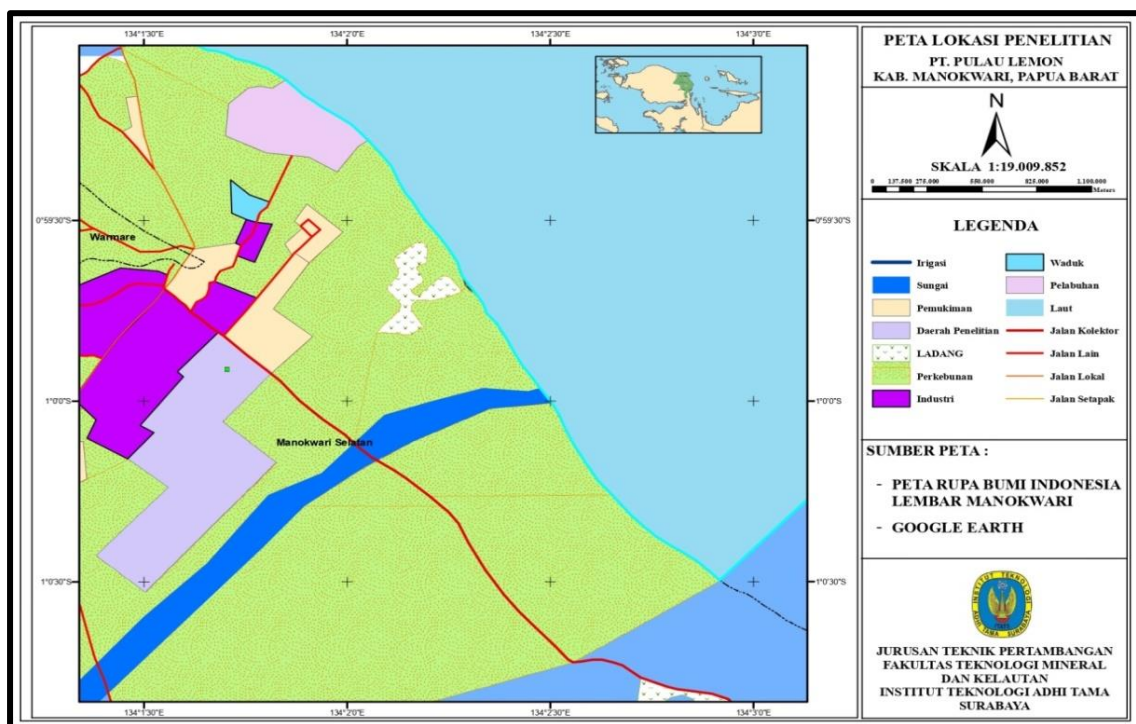 134°1'30"E 134°2'0"E 134°2'30"E 134°3'0"E
0°59'30"S
0°59'30"S
Warmare
1°0'0"S
1°0'0"S
Manokwari Selatan
1°0'30"S
1°0'30"S
134°1'30"E 134°2'0"E 134°2'30"E 134°3'0"E
PETA LOKASI PENELITIAN
PT. PULAU LEMON
KAB. MANOKWARI, PAPUA BARAT
N
SKALA 1:19.009.852
0 137.500 275.000 550.000 825.000 1.100.000
Meters
LEGENDA
Irigasi
Sungai
Pemukiman
Daerah Penelitian
LADANG
Perkebunan
Industri
Waduk
Pelabuhan
Laut
Jalan Kolektor
Jalan Lain
Jalan Lokal
Jalan Setapak
SUMBER PETA :
- PETA RUPA BUMI INDONESIA
LEMBAR MANOKWARI
- GOOGLE EARTH
INSTITUT TEKNOLOGI
ADHI TAMA SURABAYA
JURUSAN TEKNIK PERTAMBANGAN
FAKULTAS TEKNOLOGI MINERAL
DAN KELAUTAN
INSTITUT TEKNOLOGI ADHI TAMA
SURABAYA